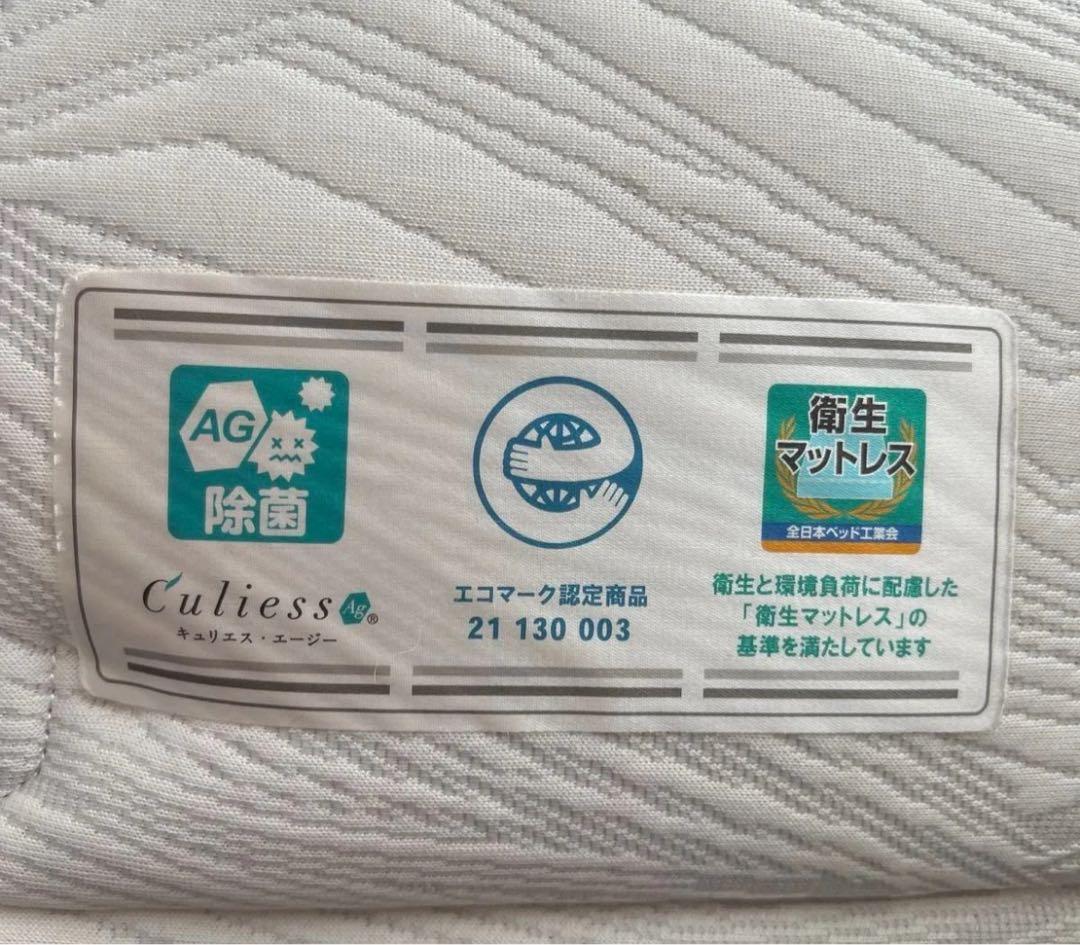 AG
除菌
Culiess Ag®
キュリエス・エージー
エコマーク認定商品
21 130 003
衛生
マットレス
全日本ベッド工業会
衛生と環境負荷に配慮した
「衛生マットレス」の
基準を満たしています